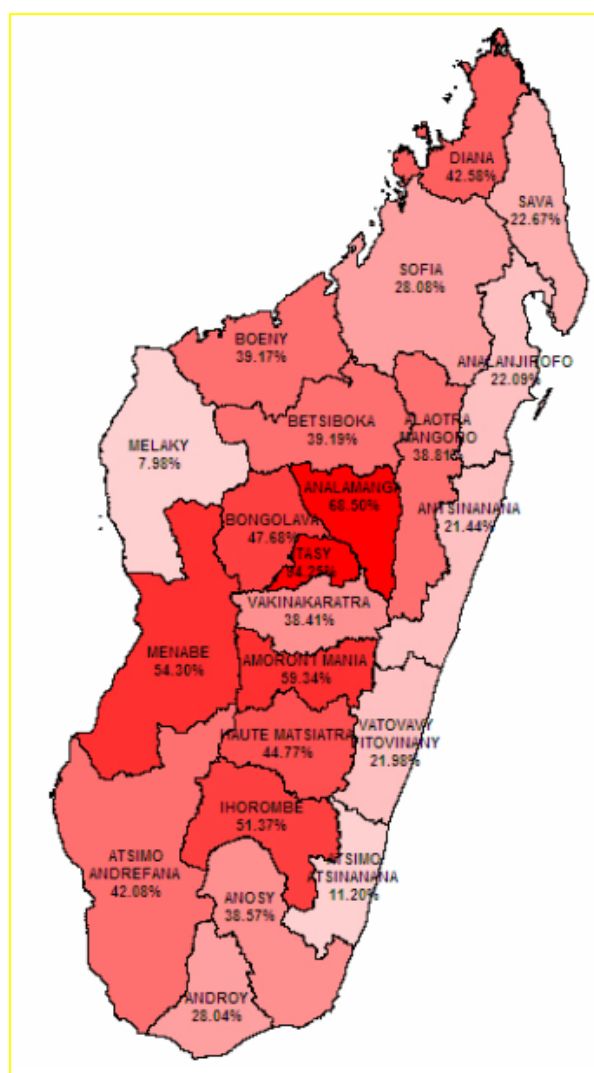 DIANA
42.58%
SAVA
22.67%
SOFIA
28.08%
BOENY
39.17%
ANALANJIROFO
22.09%
BETSIBOKA
39.19%
ALAOTRA
MANGORO
38.81%
MELAKY
7.98%
ANALAMANGA
68.50%
ANTSINANANA
21.44%
BONGOLAVA
47.68%
TASY
VAKINAKARATRA
38.41%
MENABE
54.30%
AMORON'I MANIA
59.34%
HAUTE MATSIATRA
44.77%
VATOVAVY
FITOVINANY
21.98%
IHOROMBE
51.37%
ATSIMO
ANDREFANA
42.08%
ATSIMO
ATSINANANA
11.20%
ANOSY
38.57%
ANDROY
28.04%